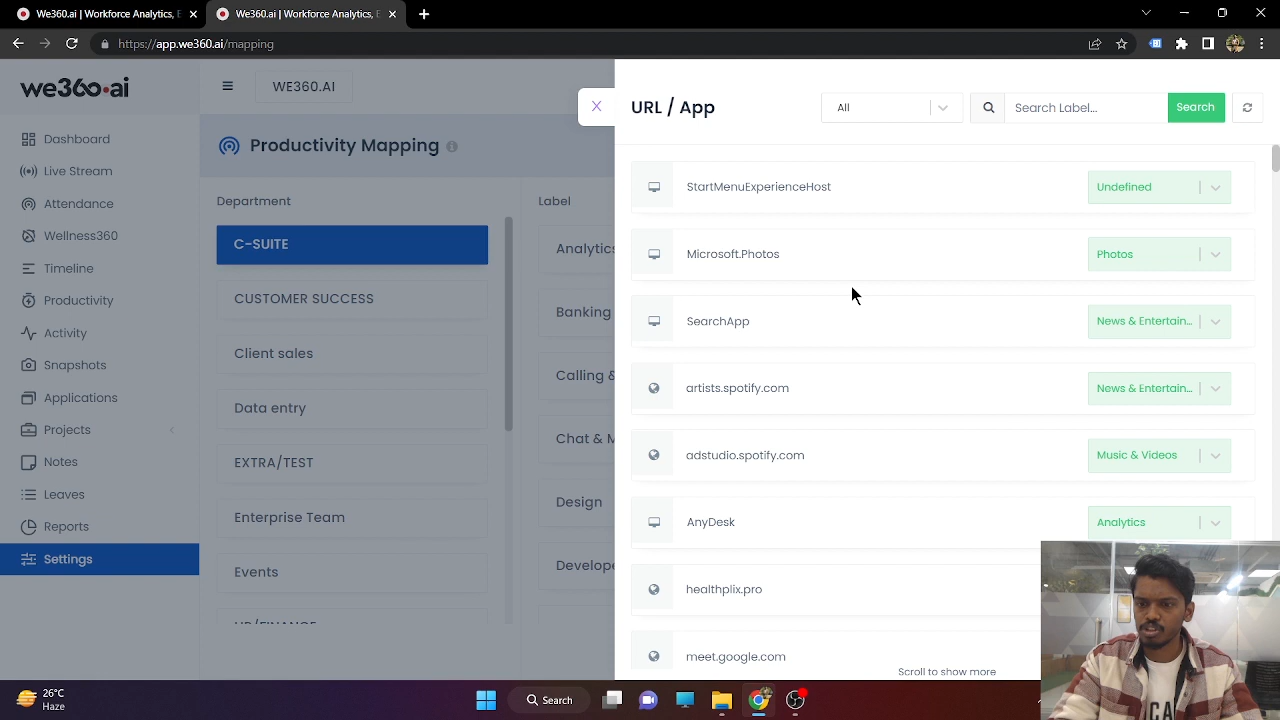 We360.ai | Workforce Analytics, E
We360.ai | Workforce Analytics, E
https://app.we360.ai/mapping
we360.ai
WE360.AI
Dashboard
Live Stream
Attendance
Wellness360
Timeline
Productivity
Activity
Snapshots
Applications
Projects
Notes
Leaves
Reports
Settings
Productivity Mapping
Department
C-SUITE
CUSTOMER SUCCESS
Client sales
Data entry
EXTRA/TEST
Enterprise Team
Events
HR/FINANCE
Label
Analytics
Banking
Calling &
Chat & M
Design
Develope
X
URL / App
All
Search Label...
Search
StartMenuExperienceHost
Undefined
Microsoft.Photos
Photos
SearchApp
News & Entertain...
artists.spotify.com
News & Entertain...
adstudio.spotify.com
Music & Videos
AnyDesk
Analytics
healthplix.pro
meet.google.com
Scroll to show more
26°C
Haze
Search